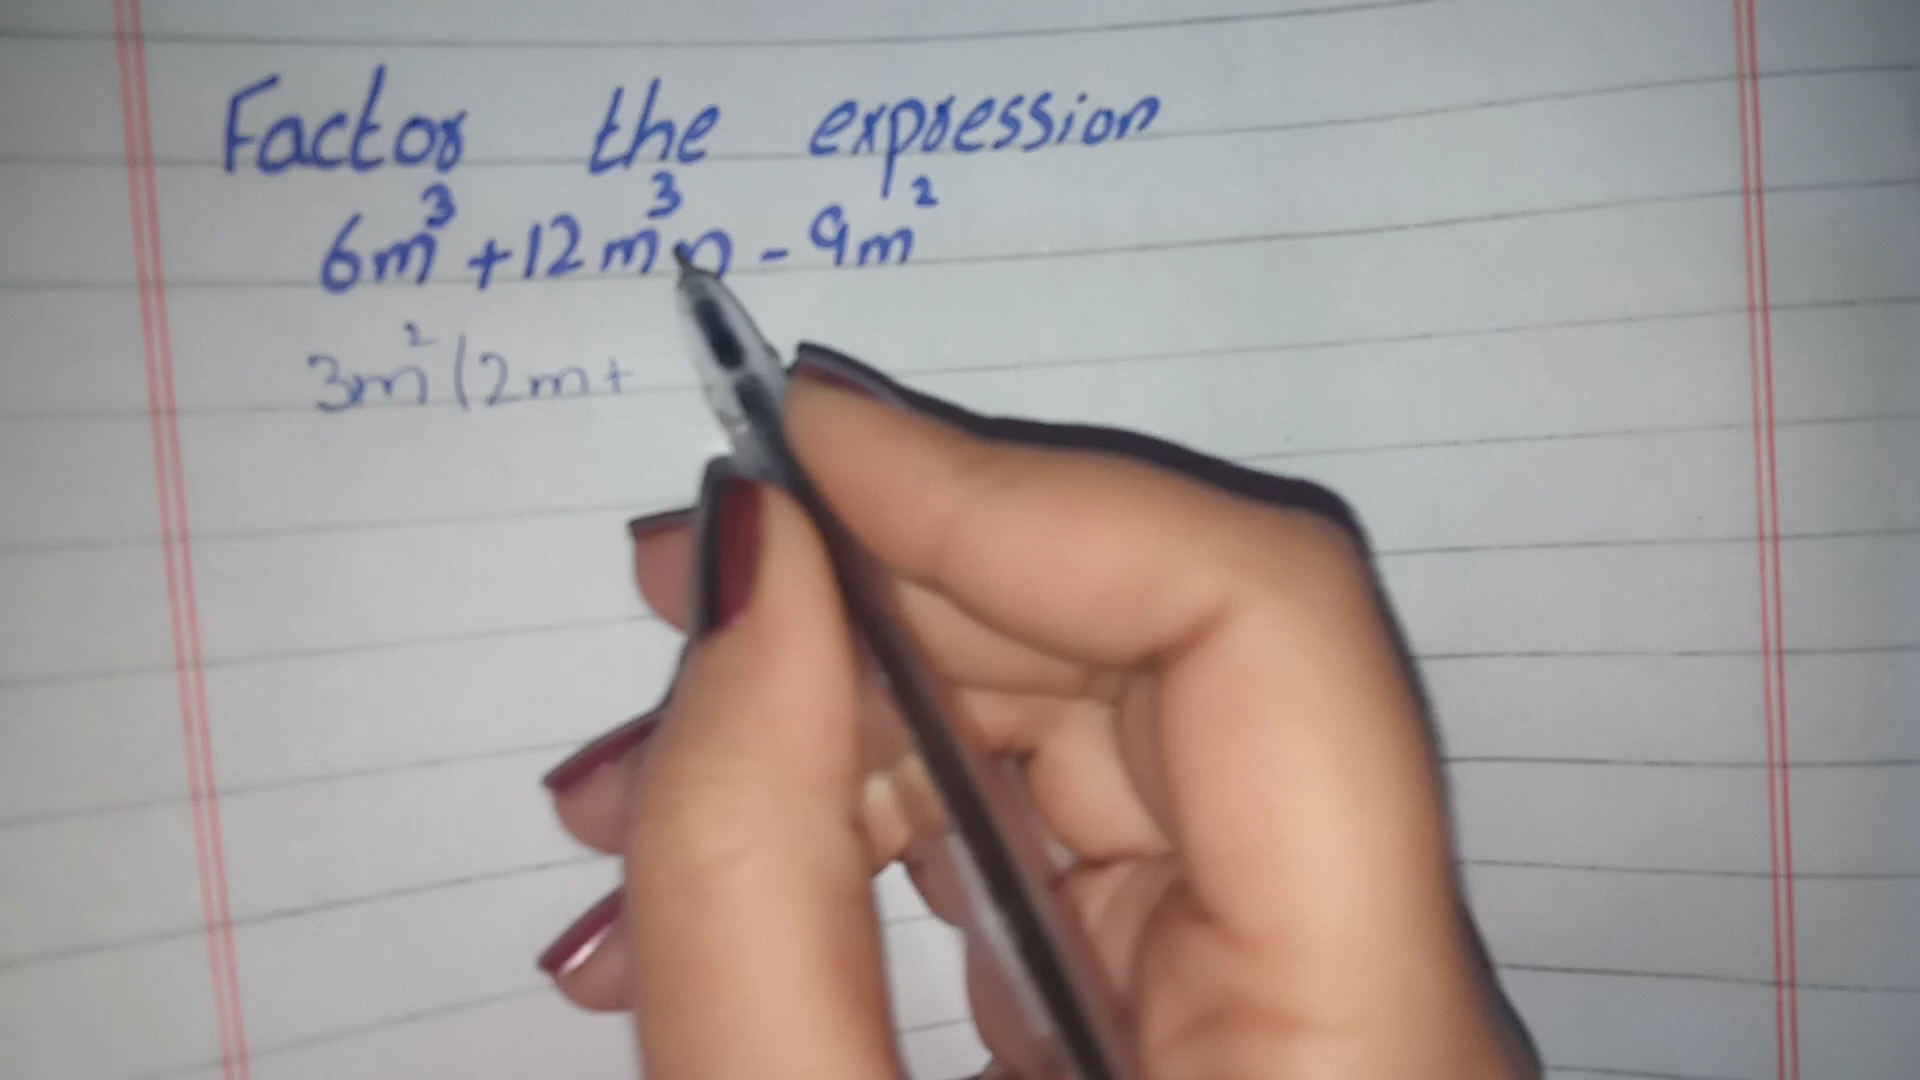 Factor the expression
6m³+12m³n-9m²
3m²(2m+